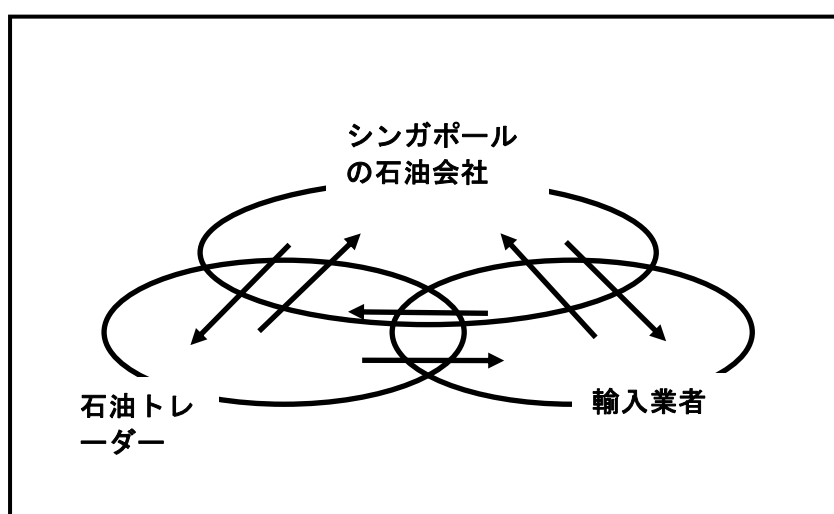 シンガポール
の石油会社
石油トレ
ーダー
輸入業者